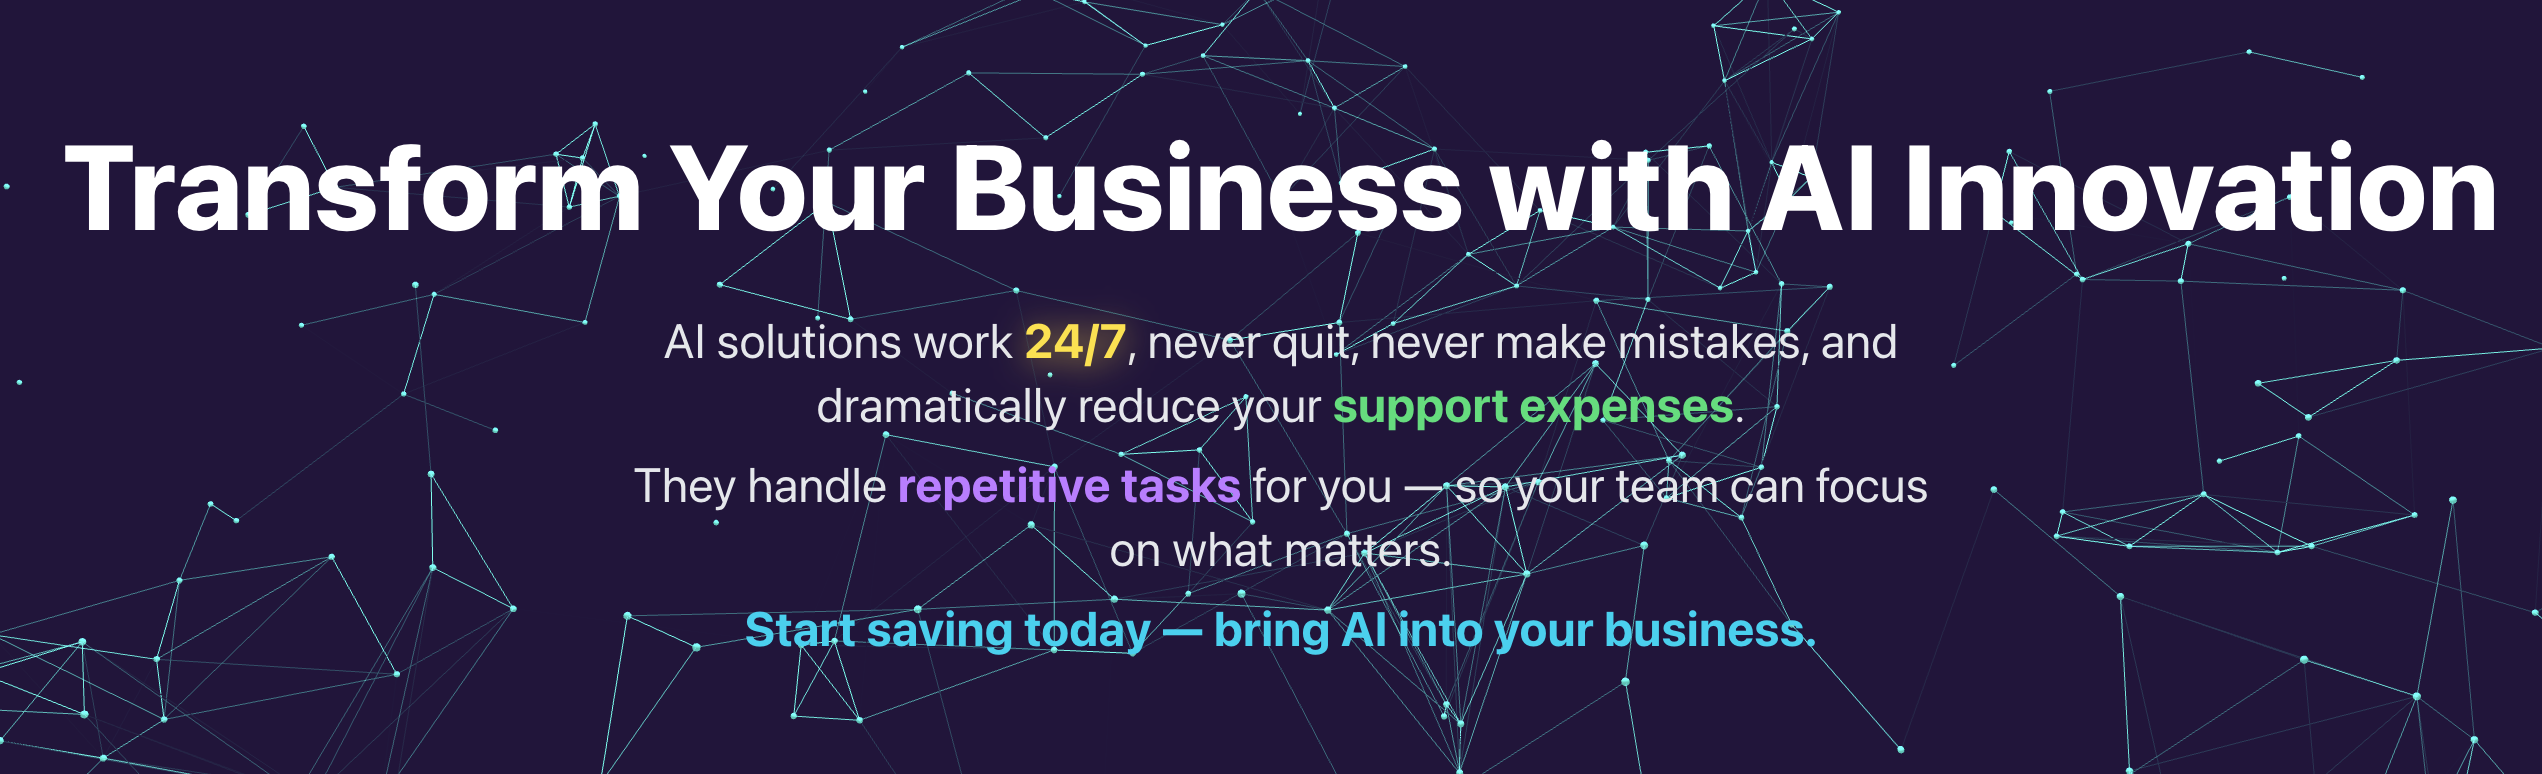 Transform Your Business with AI Innovation
AI solutions work 24/7, never quit, never make mistakes, and
dramatically reduce your support expenses.
They handle repetitive tasks for you — so your team can focus
on what matters.
Start saving today — bring AI into your business.